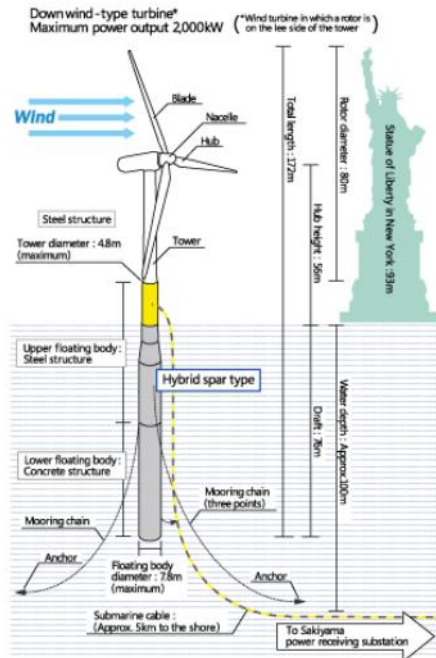 Down wind-type turbine*
Maximum power output 2,000kW
(*Wind turbine in which a rotor is
on the lee side of the tower)
Wind
Blade
Nacelle
Hub
Total length : 172m
Rotor diameter : 80m
Statue of Liberty in New York : 93m
Hub height : 56m
Steel structure
Tower diameter : 4.8m
(maximum)
Tower
Upper floating body :
Steel structure
Hybrid spar type
Water depth : Approx.100m
Draft : 76m
Lower floating body :
Concrete structure
Mooring chain
Mooring chain
(three points)
Anchor
Anchor
Floating body
diameter : 7.8m
(maximum)
Submarine cable :
(Approx. 5km to the shore)
To Sakiyama
power receiving substation